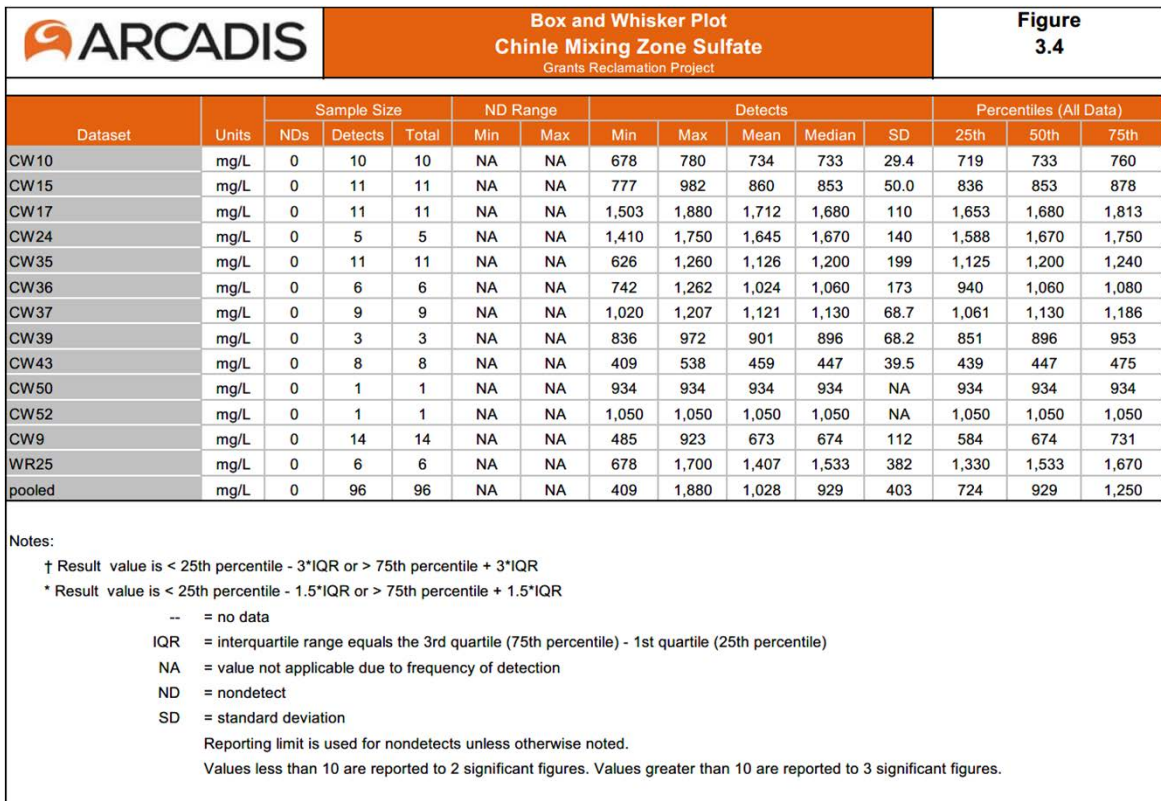 ARCADIS
Box and Whisker Plot
Chinle Mixing Zone Sulfate
Grants Reclamation Project
Figure
3.4
Dataset Units Sample Size ND Range Detects Percentiles (All Data)
NDs Detects Total Min Max Min Max Mean Median SD 25th 50th 75th
CW10 mg/L 0 10 10 NA NA 678 780 734 733 29.4 719 733 760
CW15 mg/L 0 11 11 NA NA 777 982 860 853 50.0 836 853 878
CW17 mg/L 0 11 11 NA NA 1,503 1,880 1,712 1,680 110 1,653 1,680 1,813
CW24 mg/L 0 5 5 NA NA 1,410 1,750 1,645 1,670 140 1,588 1,670 1,750
CW35 mg/L 0 11 11 NA NA 626 1,260 1,126 1,200 199 1,125 1,200 1,240
CW36 mg/L 0 6 6 NA NA 742 1,262 1,024 1,060 173 940 1,060 1,080
CW37 mg/L 0 9 9 NA NA 1,020 1,207 1,121 1,130 68.7 1,061 1,130 1,186
CW39 mg/L 0 3 3 NA NA 836 972 901 896 68.2 851 896 953
CW43 mg/L 0 8 8 NA NA 409 538 459 447 39.5 439 447 475
CW50 mg/L 0 1 1 NA NA 934 934 934 934 NA 934 934 934
CW52 mg/L 0 1 1 NA NA 1,050 1,050 1,050 1,050 NA 1,050 1,050 1,050
CW9 mg/L 0 14 14 NA NA 485 923 673 674 112 584 674 731
WR25 mg/L 0 6 6 NA NA 678 1,700 1,407 1,533 382 1,330 1,533 1,670
pooled mg/L 0 96 96 NA NA 409 1,880 1,028 929 403 724 929 1,250
Notes:
† Result value is < 25th percentile - 3*IQR or > 75th percentile + 3*IQR
* Result value is < 25th percentile - 1.5*IQR or > 75th percentile + 1.5*IQR
-- = no data
IQR = interquartile range equals the 3rd quartile (75th percentile) - 1st quartile (25th percentile)
NA = value not applicable due to frequency of detection
ND = nondetect
SD = standard deviation
Reporting limit is used for nondetects unless otherwise noted.
Values less than 10 are reported to 2 significant figures. Values greater than 10 are reported to 3 significant figures.